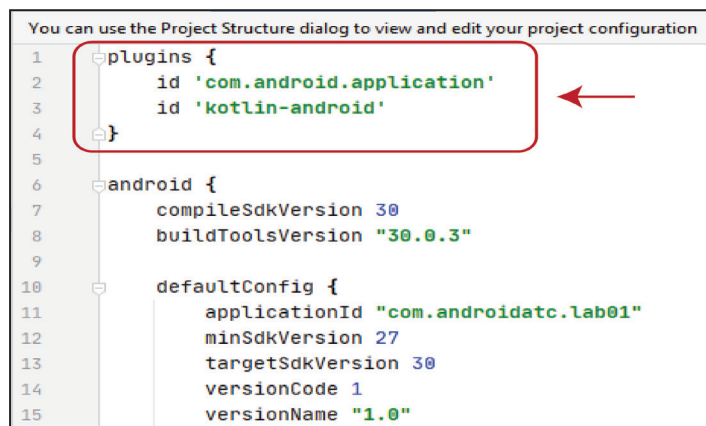 You can use the Project Structure dialog to view and edit your project configuration
1 plugins {
2 id 'com.android.application'
3 id 'kotlin-android'
4 }
5
6 android {
7 compileSdkVersion 30
8 buildToolsVersion "30.0.3"
9
10 defaultConfig {
11 applicationId "com.androidatc.lab01"
12 minSdkVersion 27
13 targetSdkVersion 30
14 versionCode 1
15 versionName "1.0"